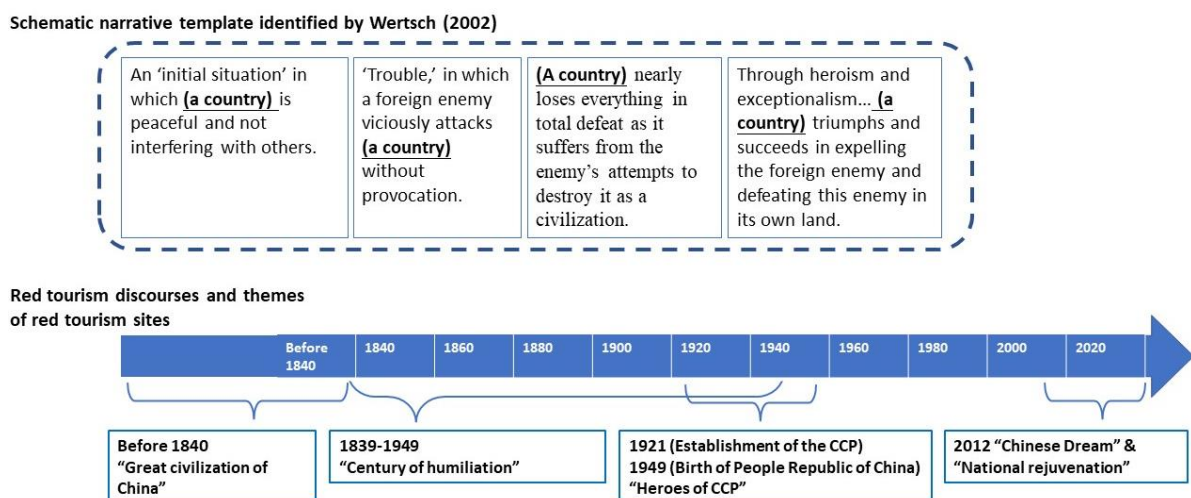 Schematic narrative template identified by Wertsch (2002)
An ‘initial situation’ in
which (a country) is
peaceful and not
interfering with others.
‘Trouble,’ in which
a foreign enemy
viciously attacks
(a country)
without
provocation.
(A country) nearly
loses everything in
total defeat as it
suffers from the
enemy’s attempts to
destroy it as a
civilization.
Through heroism and
exceptionalism... (a
country) triumphs and
succeeds in expelling
the foreign enemy and
defeating this enemy in
its own land.
Red tourism discourses and themes
of red tourism sites
Before
1840
1840
1860
1880
1900
1920
1940
1960
1980
2000
2020
Before 1840
“Great civilization of
China”
1839-1949
“Century of humiliation”
1921 (Establishment of the CCP)
1949 (Birth of People Republic of China)
“Heroes of CCP”
2012 “Chinese Dream” &
“National rejuvenation”